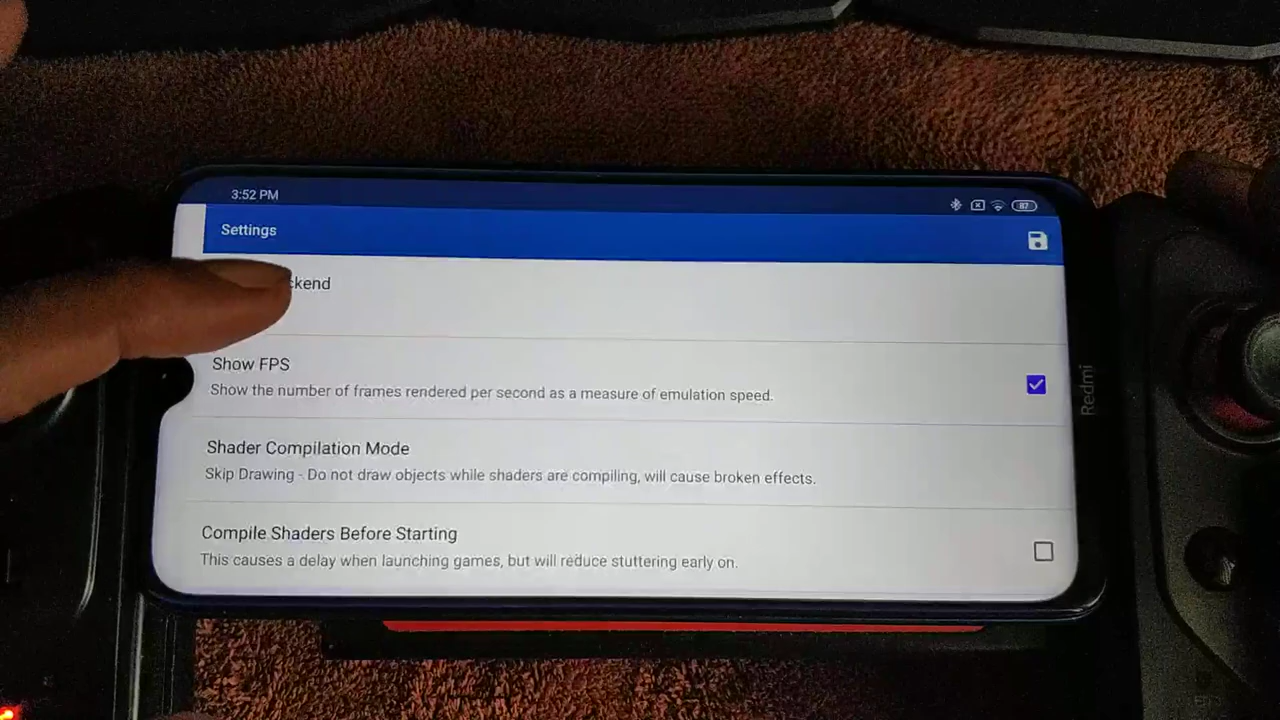 3:52 PM
87
Settings
Show FPS
Show the number of frames rendered per second as a measure of emulation speed.
Shader Compilation Mode
Skip Drawing - Do not draw objects while shaders are compiling, will cause broken effects.
Compile Shaders Before Starting
This causes a delay when launching games, but will reduce stuttering early on.
Redmi